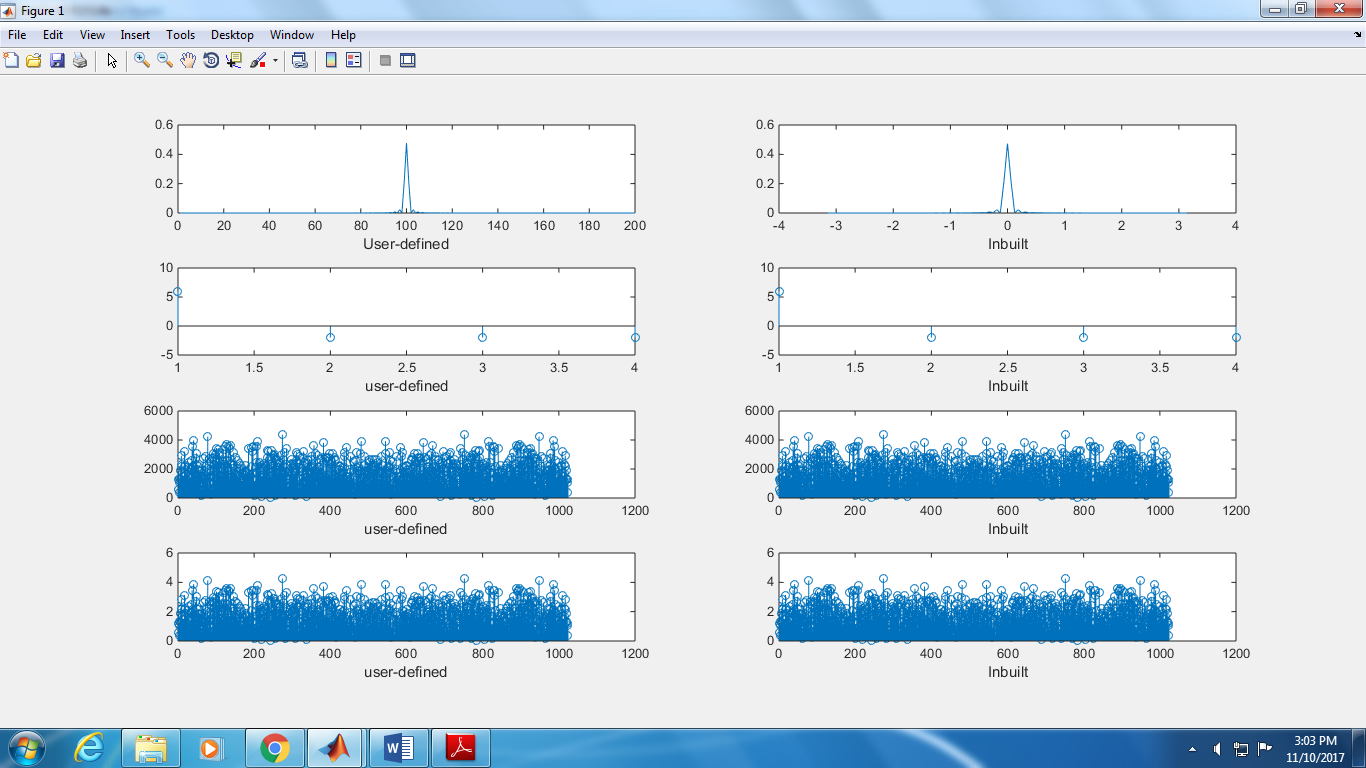 Figure 1
File Edit View Insert Tools Desktop Window Help
0.6 0.6
0.4 0.4
0.2 0.2
0 0
0 20 40 60 80 100 120 140 160 180 200 -4 -3 -2 -1 0 1 2 3 4
User-defined Inbuilt
10 10
5 5
0 0
-5 -5
1 1.5 2 2.5 3 3.5 4 1 1.5 2 2.5 3 3.5 4
user-defined Inbuilt
6000 6000
4000 4000
2000 2000
0 0
0 200 400 600 800 1000 1200 0 200 400 600 800 1000 1200
user-defined Inbuilt
6 6
4 4
2 2
0 0
0 200 400 600 800 1000 1200 0 200 400 600 800 1000 1200
user-defined Inbuilt
3:03 PM
11/10/2017